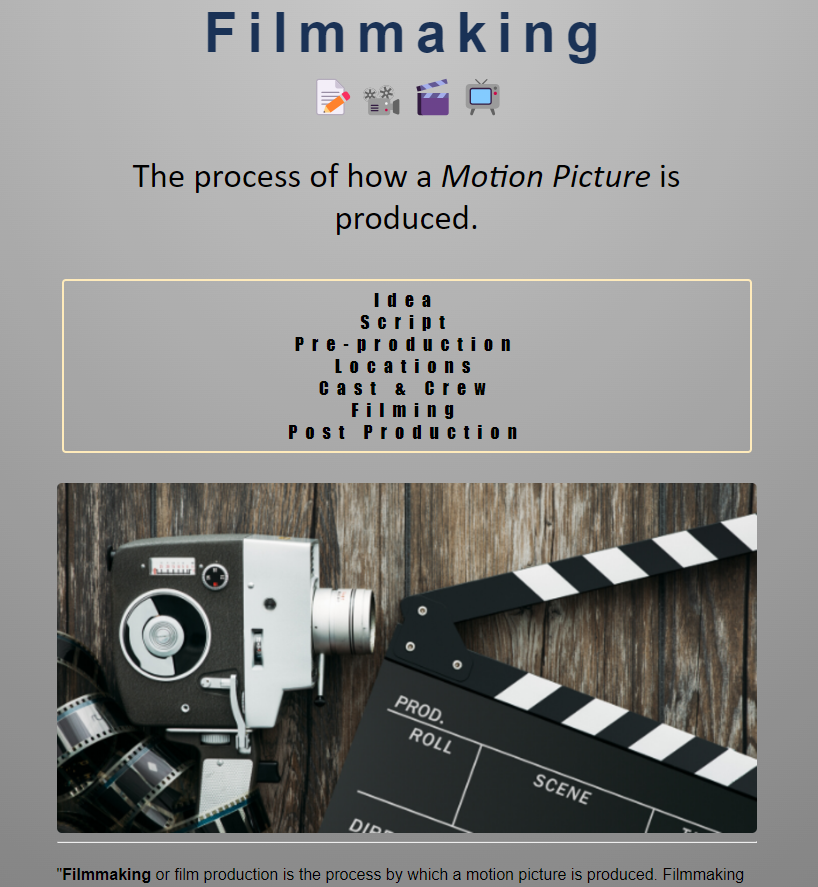 Filmmaking
The process of how a Motion Picture is
produced.
Idea
Script
Pre-production
Locations
Cast & Crew
Filming
Post Production
PROD.
ROLL
SCENE
"Filmmaking or film production is the process by which a motion picture is produced. Filmmaking